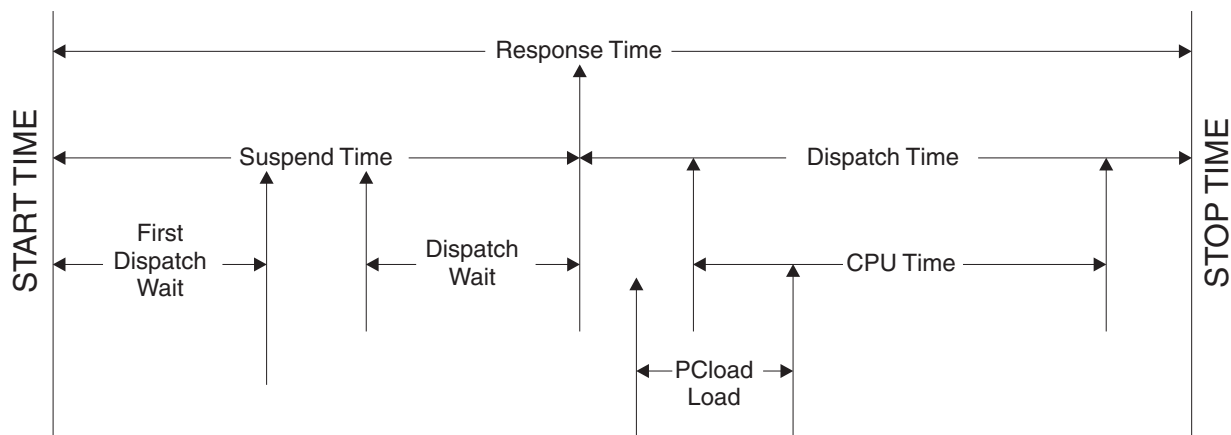 START TIME
Response Time
Suspend Time
Dispatch Time
First
Dispatch
Wait
Dispatch
Wait
CPU Time
PCload
Load
STOP TIME